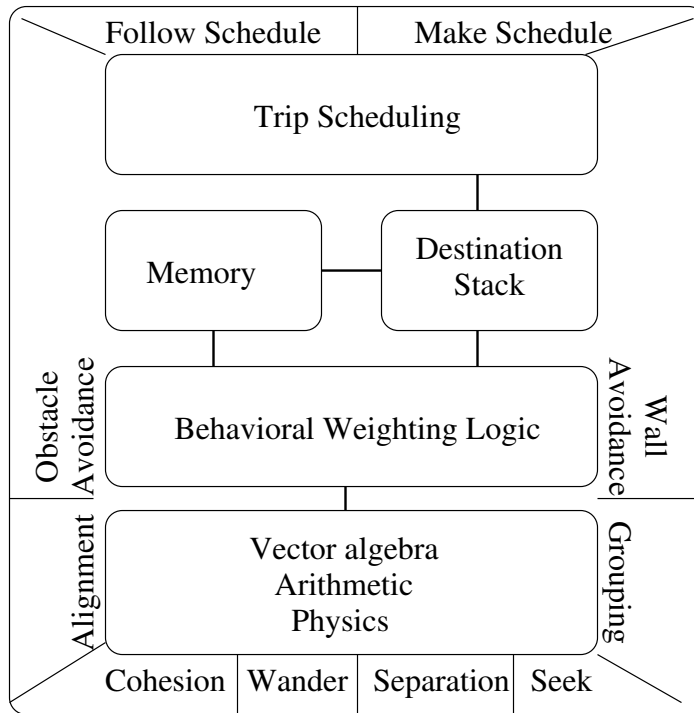 Follow Schedule
Make Schedule
Trip Scheduling
Memory
Destination
Stack
Obstacle
Avoidance
Behavioral Weighting Logic
Wall
Avoidance
Alignment
Vector algebra
Arithmetic
Physics
Grouping
Cohesion
Wander
Separation
Seek